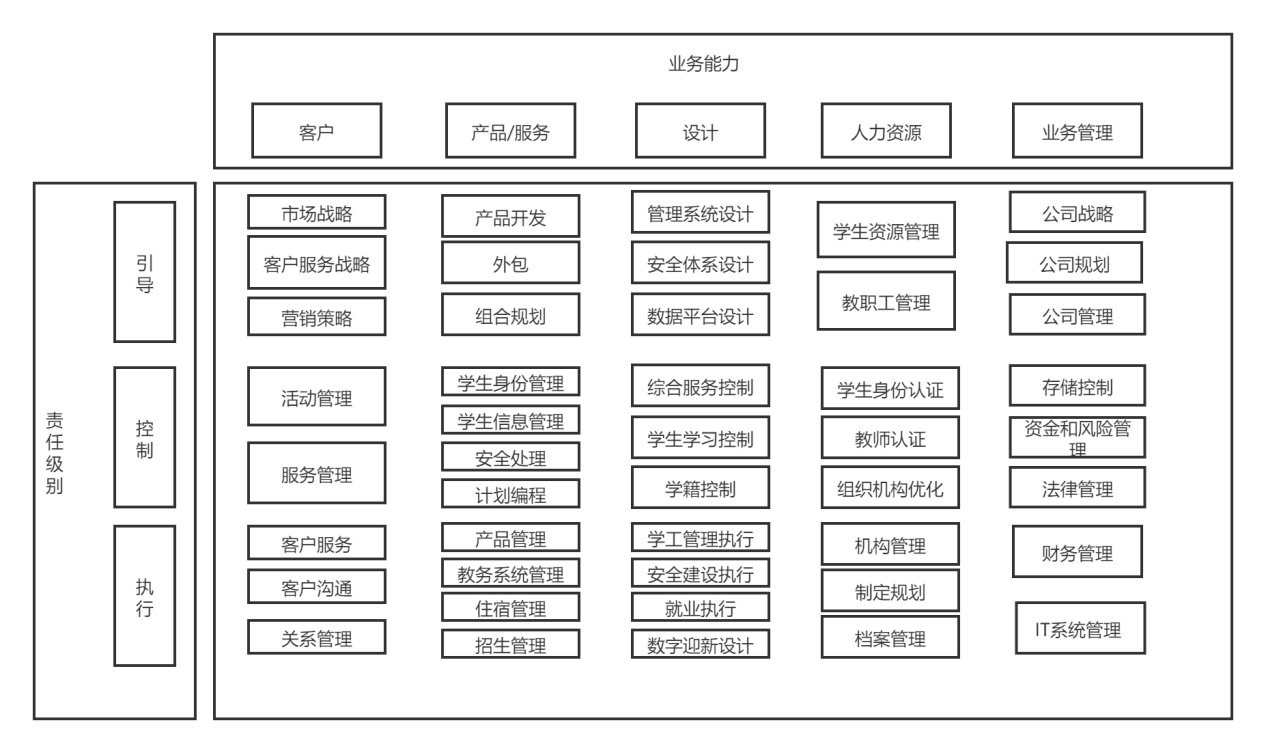 业务能力
客户
产品/服务
设计
人力资源
业务管理
责任级别
引导
市场战略
客户服务战略
营销策略
产品开发
外包
组合规划
管理系统设计
安全体系设计
数据平台设计
学生资源管理
教职工管理
公司战略
公司规划
公司管理
控制
活动管理
服务管理
学生身份管理
学生信息管理
安全处理
计划编程
综合服务控制
学生学习控制
学籍控制
学生身份认证
教师认证
组织机构优化
存储控制
资金和风险管
理
法律管理
执行
客户服务
客户沟通
关系管理
产品管理
教务系统管理
住宿管理
招生管理
学工管理执行
安全建设执行
就业执行
数字迎新设计
机构管理
制定规划
档案管理
财务管理
IT系统管理